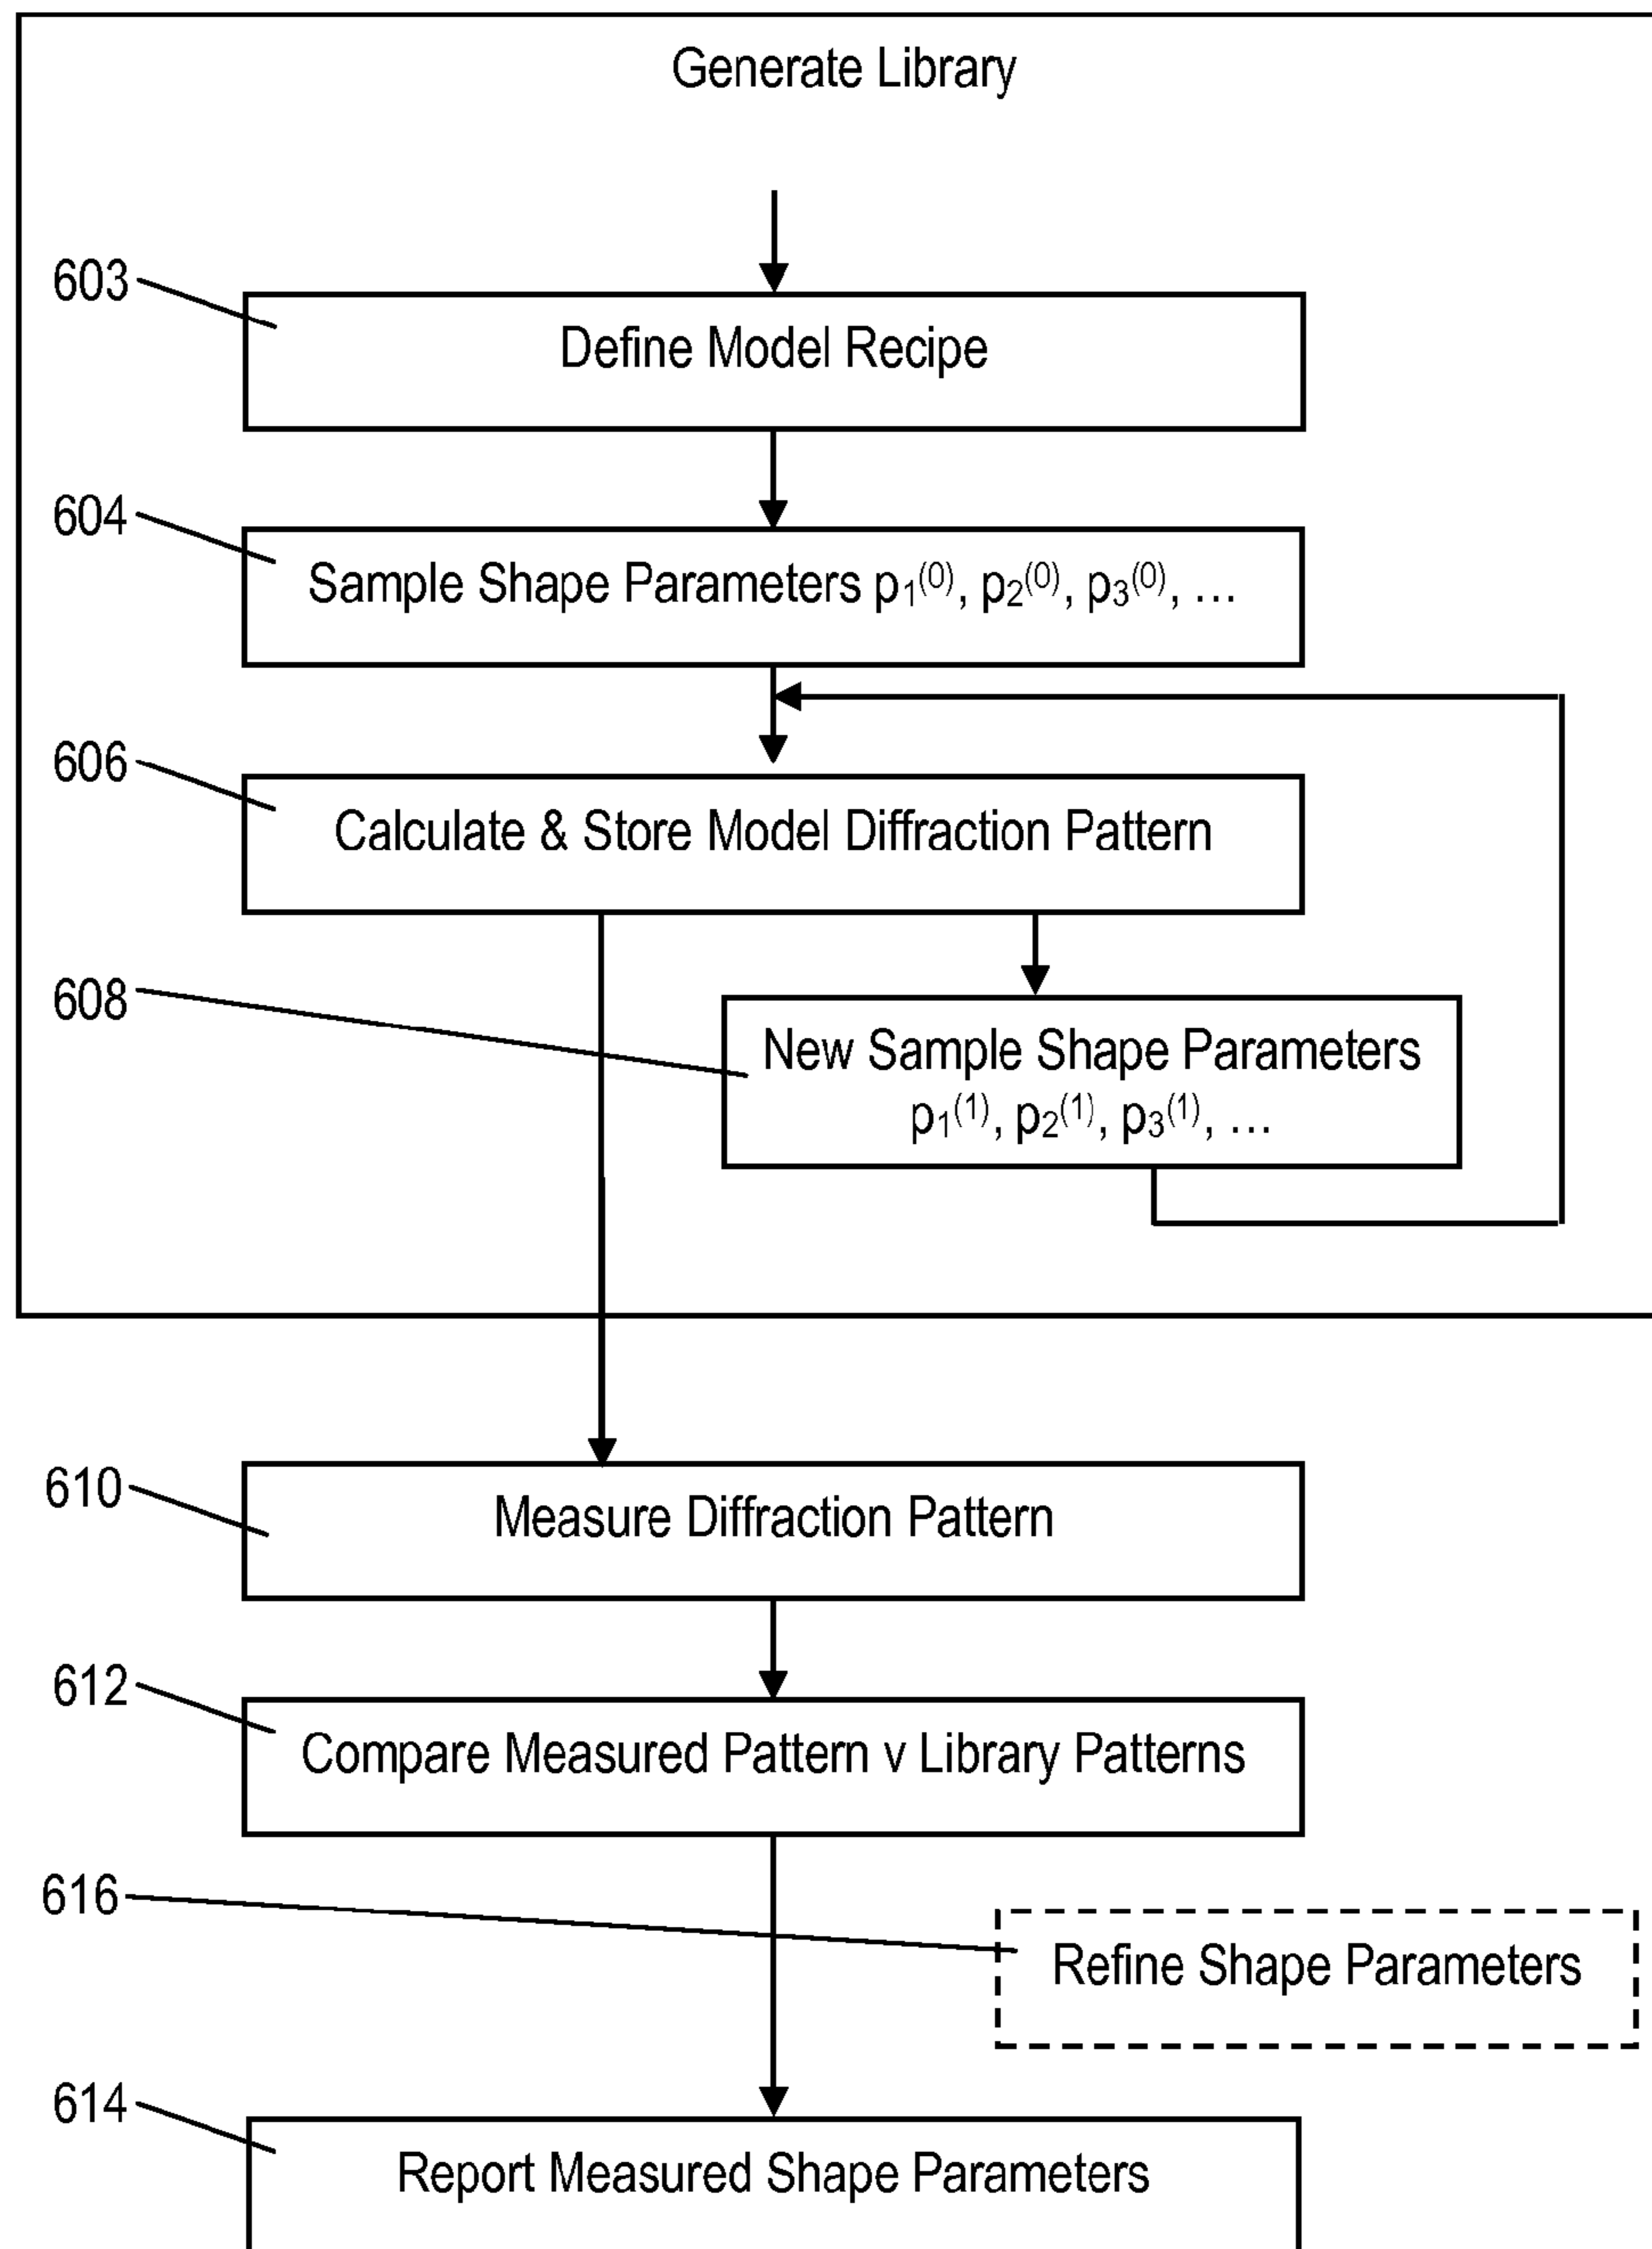 Generate Library
603
Define Model Recipe
604
Sample Shape Parameters p₁⁽⁰⁾, p₂⁽⁰⁾, p₃⁽⁰⁾, …
606
Calculate & Store Model Diffraction Pattern
608
New Sample Shape Parameters
p₁⁽¹⁾, p₂⁽¹⁾, p₃⁽¹⁾, …
610
Measure Diffraction Pattern
612
Compare Measured Pattern v Library Patterns
616
Refine Shape Parameters
614
Report Measured Shape Parameters